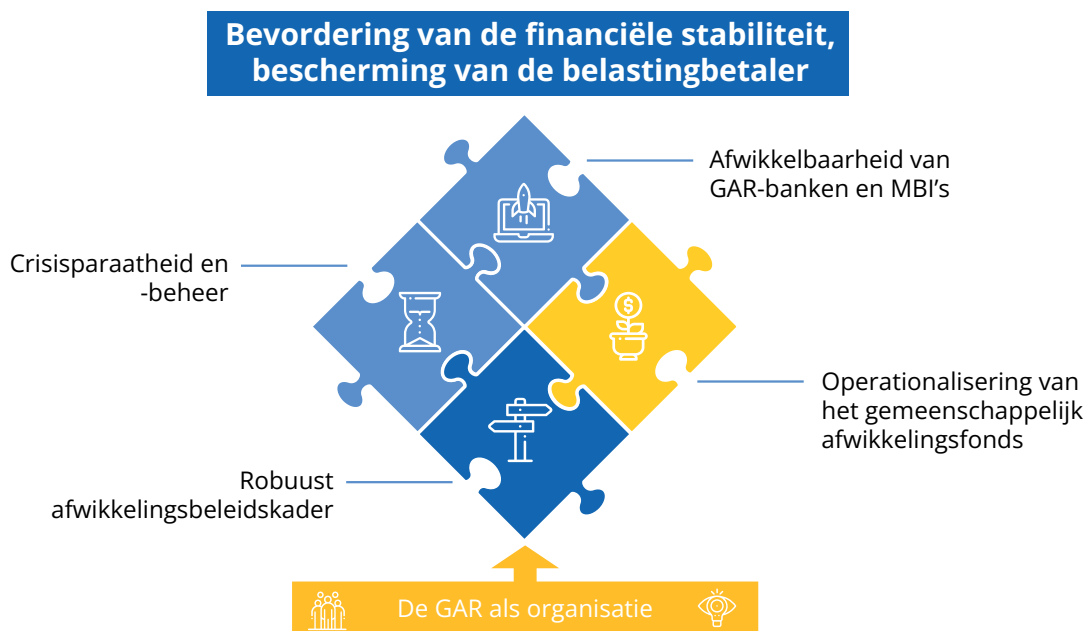 Bevordering van de financiële stabiliteit,
bescherming van de belastingbetaler
Afwikkelbaarheid van
GAR-banken en MBI’s
Crisisparaatheid en
-beheer
$
Operationalisering van
het gemeenschappelijk
afwikkelingsfonds
Robuust
afwikkelingsbeleidskader
De GAR als organisatie